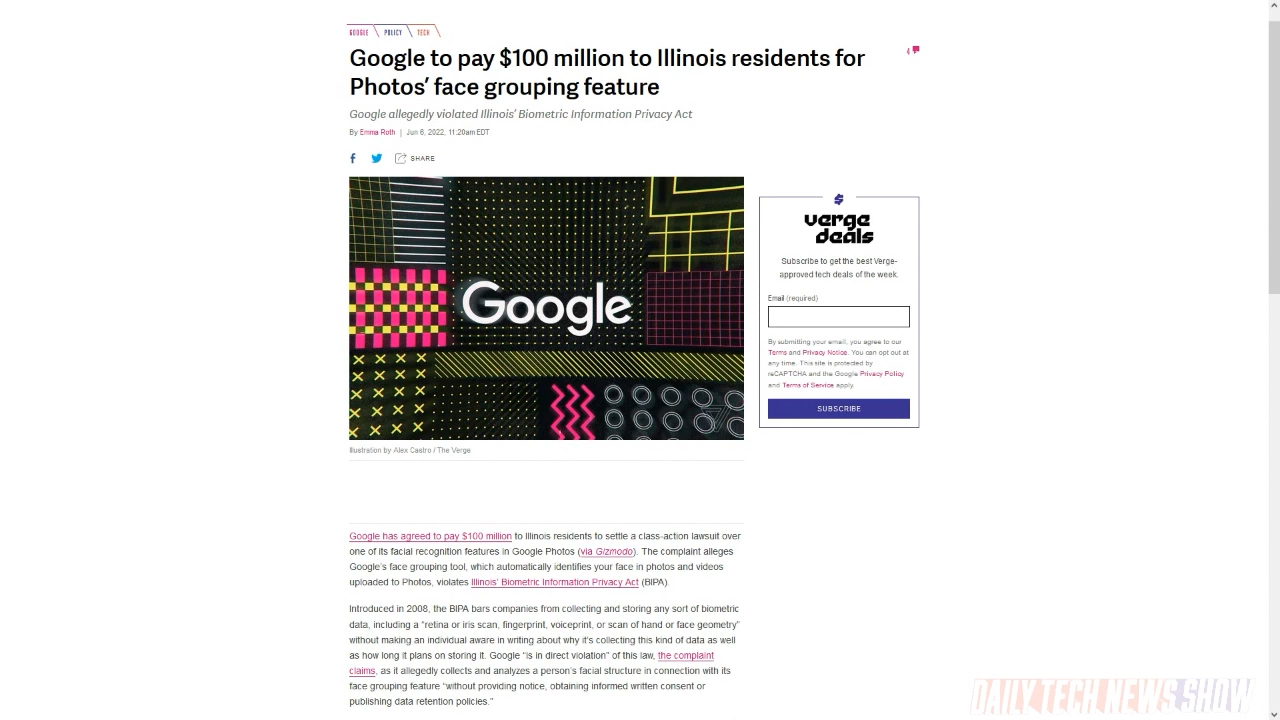 GOOGLE POLICY TECH
Google to pay $100 million to Illinois residents for
Photos’ face grouping feature
Google allegedly violated Illinois’ Biometric Information Privacy Act
By Emma Roth | Jun 6, 2022, 11:20am EDT
SHARE
Google
Illustration by Alex Castro / The Verge
verge
deals
Subscribe to get the best Verge-
approved tech deals of the week.
Email (required)
By submitting your email, you agree to our
Terms and Privacy Notice. You can opt out at
any time. This site is protected by
reCAPTCHA and the Google Privacy Policy
and Terms of Service apply.
SUBSCRIBE
Google has agreed to pay $100 million to Illinois residents to settle a class-action lawsuit over
one of its facial recognition features in Google Photos (via Gizmodo). The complaint alleges
Google’s face grouping tool, which automatically identifies your face in photos and videos
uploaded to Photos, violates Illinois’ Biometric Information Privacy Act (BIPA).
Introduced in 2008, the BIPA bars companies from collecting and storing any sort of biometric
data, including a “retina or iris scan, fingerprint, voiceprint, or scan of hand or face geometry”
without making an individual aware in writing about why it’s collecting this kind of data as well
as how long it plans on storing it. Google “is in direct violation” of this law, the complaint
claims, as it allegedly collects and analyzes a person’s facial structure in connection with its
face grouping feature “without providing notice, obtaining informed written consent or
publishing data retention policies.”
DAILY TECH NEWS SHOW